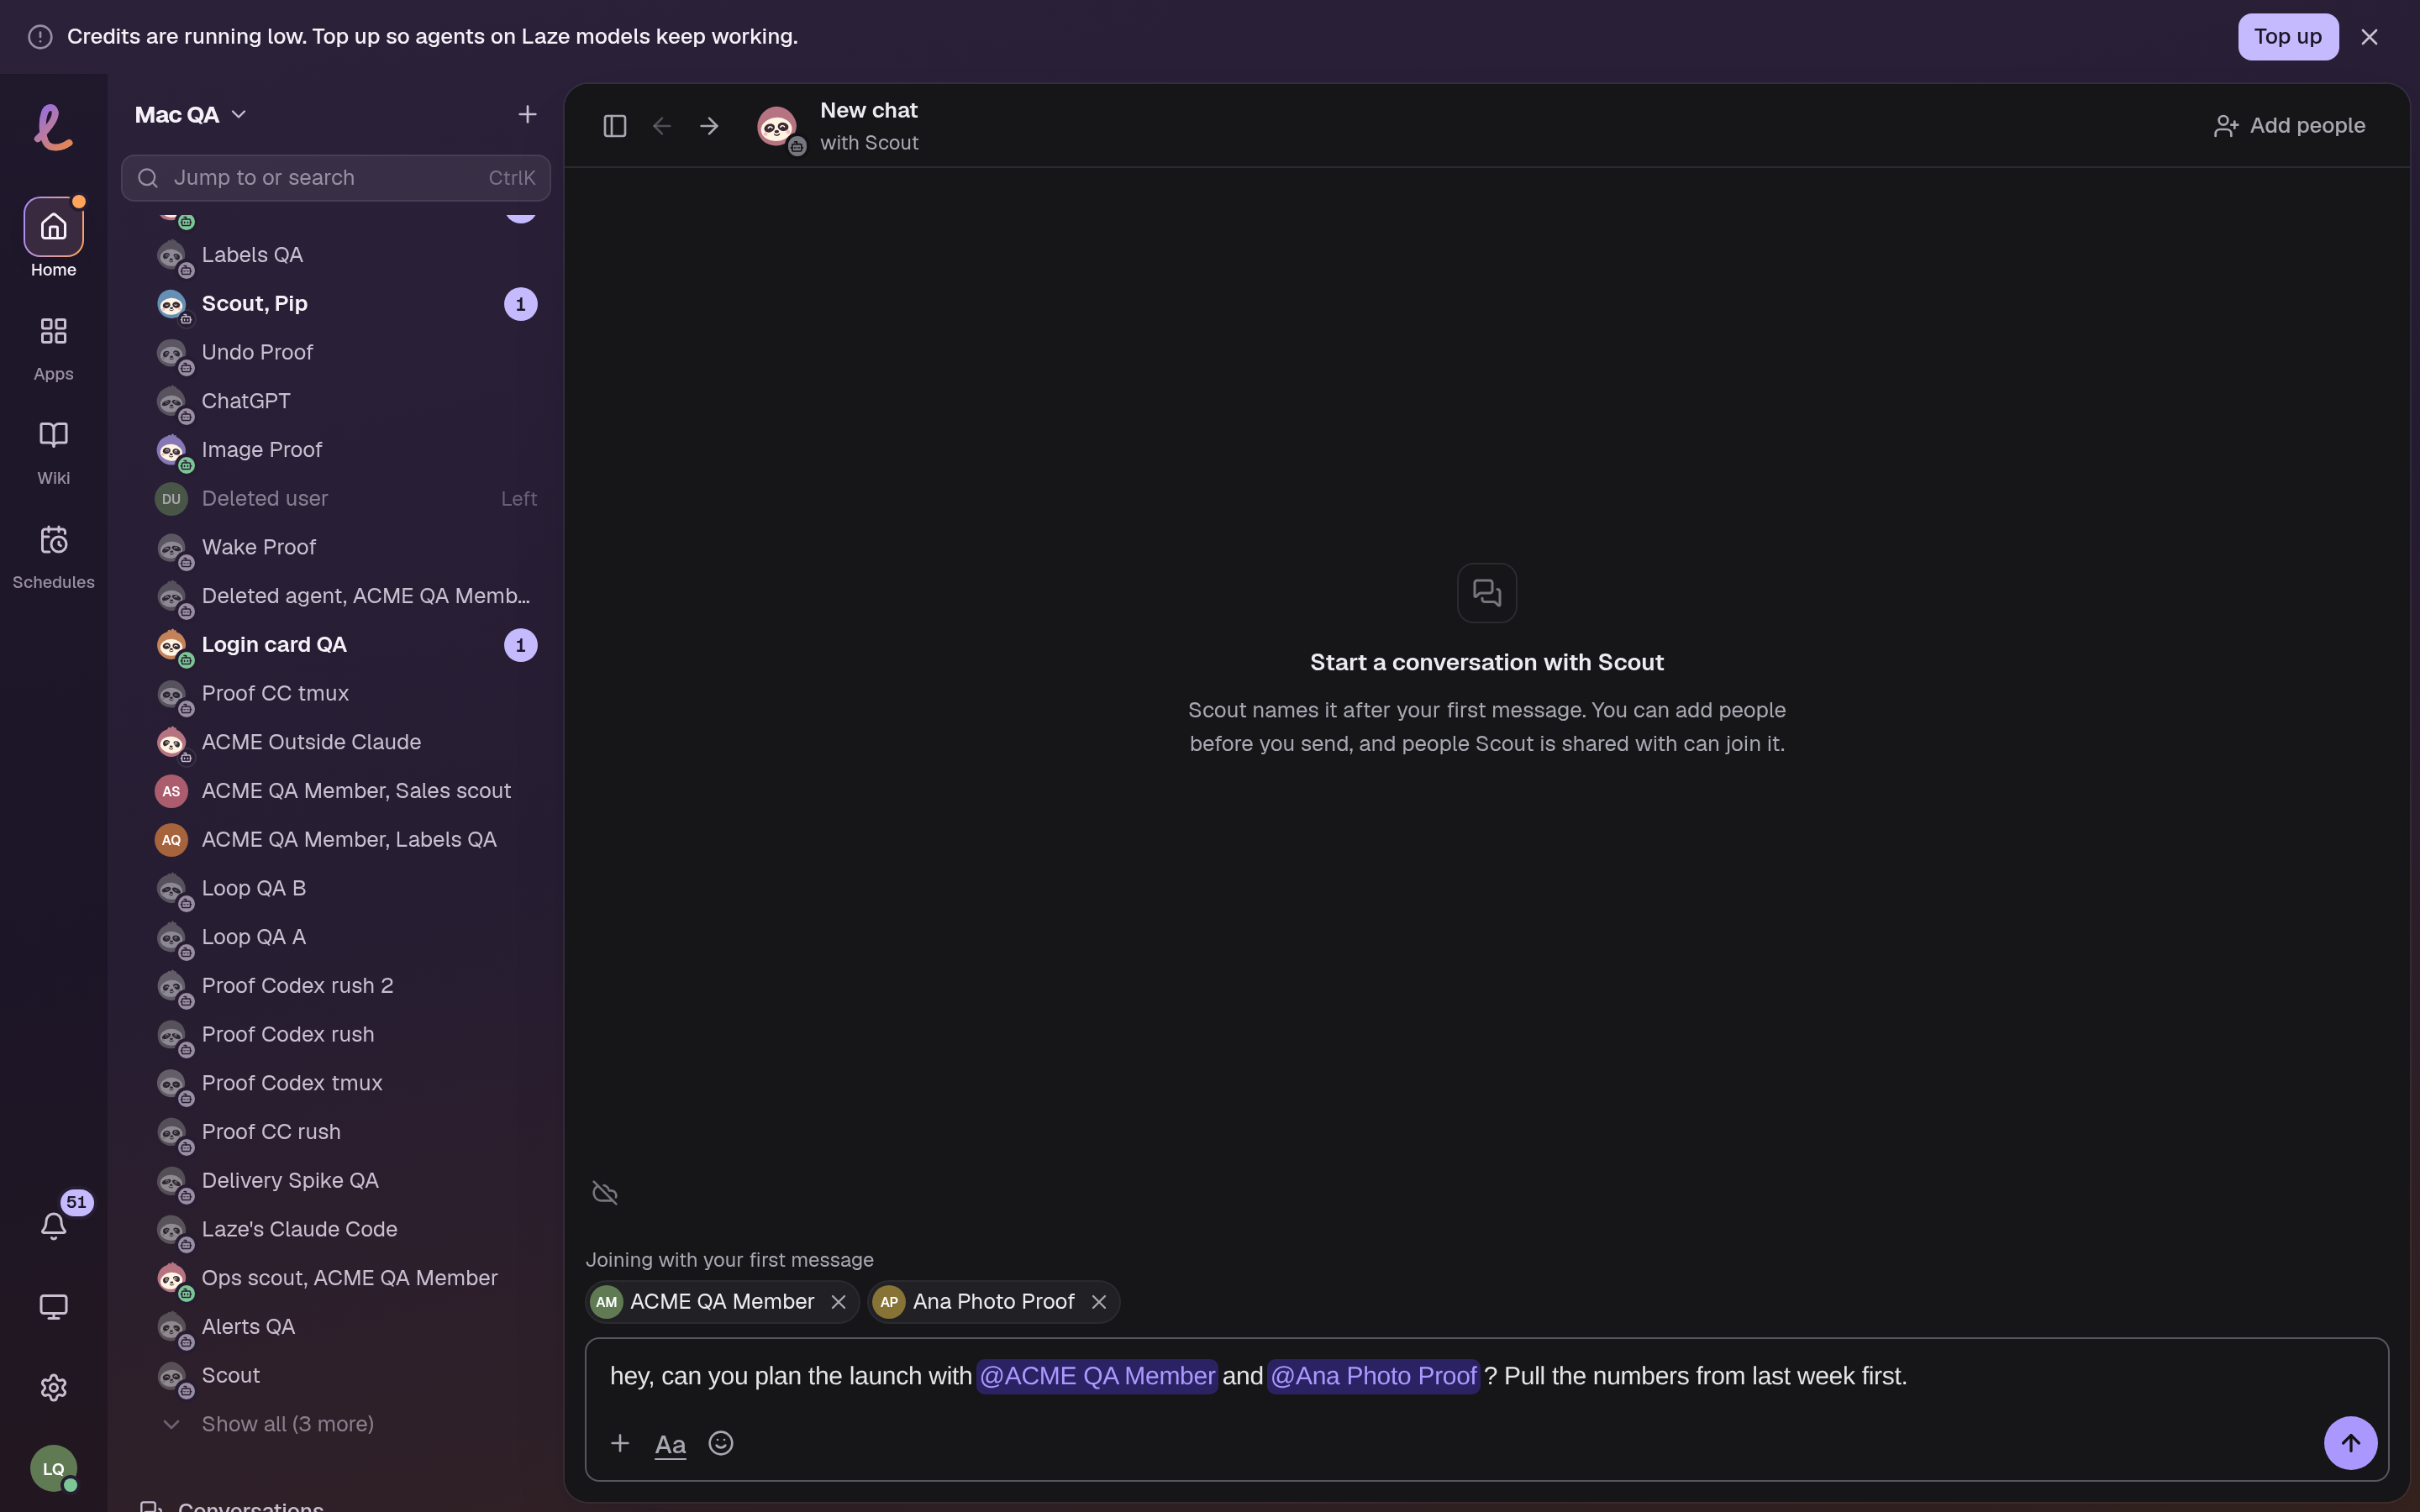 Credits are running low. Top up so agents on Laze models keep working.
Top up
Mac QA
Jump to or search
CtrlK
Home
Apps
Wiki
Schedules
51
LQ
Labels QA
Scout, Pip
1
Undo Proof
ChatGPT
Image Proof
DU
Deleted user
Left
Wake Proof
Deleted agent, ACME QA Memb...
Login card QA
1
Proof CC tmux
ACME Outside Claude
AS
ACME QA Member, Sales scout
AQ
ACME QA Member, Labels QA
Loop QA B
Loop QA A
Proof Codex rush 2
Proof Codex rush
Proof Codex tmux
Proof CC rush
Delivery Spike QA
Laze's Claude Code
Ops scout, ACME QA Member
Alerts QA
Scout
Show all (3 more)
Conversations
New chat
with Scout
Add people
Start a conversation with Scout
Scout names it after your first message. You can add people
before you send, and people Scout is shared with can join it.
Joining with your first message
AM
ACME QA Member
AP
Ana Photo Proof
hey, can you plan the launch with @ACME QA Member and @Ana Photo Proof ? Pull the numbers from last week first.
Aa